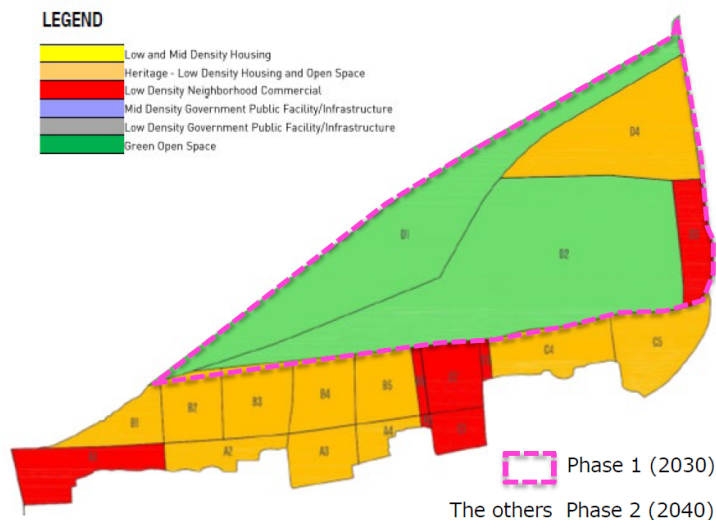 LEGEND
Low and Mid Density Housing
Heritage - Low Density Housing and Open Space
Low Density Neighborhood Commercial
Mid Density Government Public Facility/Infrastructure
Low Density Government Public Facility/Infrastructure
Green Open Space
D4
D1
D2
C4
C5
B1
B2
B3
B4
B5
A2
A3
A4
Phase 1 (2030)
The others Phase 2 (2040)